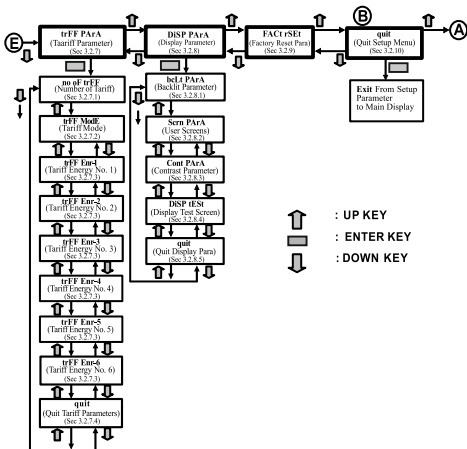 B
E
trFF PArA
(Taariff Parameter)
(Sec 3.2.7)
DiSP PArA
(Display Parameter)
(Sec 3.2.8)
FACt rSEt
(Factory Reset Para)
(Sec 3.2.9)
quit
(Quit Setup Menu)
(Sec 3.2.10)
A
no oF trEF
(Number of Tariff)
(Sec 3.2.7.1)
trFF ModE
(Tariff Mode)
(Sec 3.2.7.2)
trFF Enr-1
(Tariff Energy No. 1)
(Sec 3.2.7.3)
trFF Enr-2
(Tariff Energy No. 2)
(Sec 3.2.7.3)
trFF Enr-3
(Tariff Energy No. 3)
(Sec 3.2.7.3)
trFF Enr-4
(Tariff Energy No. 4)
(Sec 3.2.7.3)
trFF Enr-5
(Tariff Energy No. 5)
(Sec 3.2.7.3)
trFF Enr-6
(Tariff Energy No. 6)
(Sec 3.2.7.3)
quit
(Quit Tariff Parameters)
(Sec 3.2.7.4)
bcLt PArA
(Backlit Parameter)
(Sec 3.2.8.1)
Scrn PArA
(User Screens)
(Sec 3.2.8.2)
Cont PArA
(Contrast Parameter)
(Sec 3.2.8.3)
DiSP tESt
(Display Test Screen)
(Sec 3.2.8.4)
quit
(Quit Display Para)
(Sec 3.2.8.5)
Exit From Setup
Parameter
to Main Display
: UP KEY
: ENTER KEY
: DOWN KEY